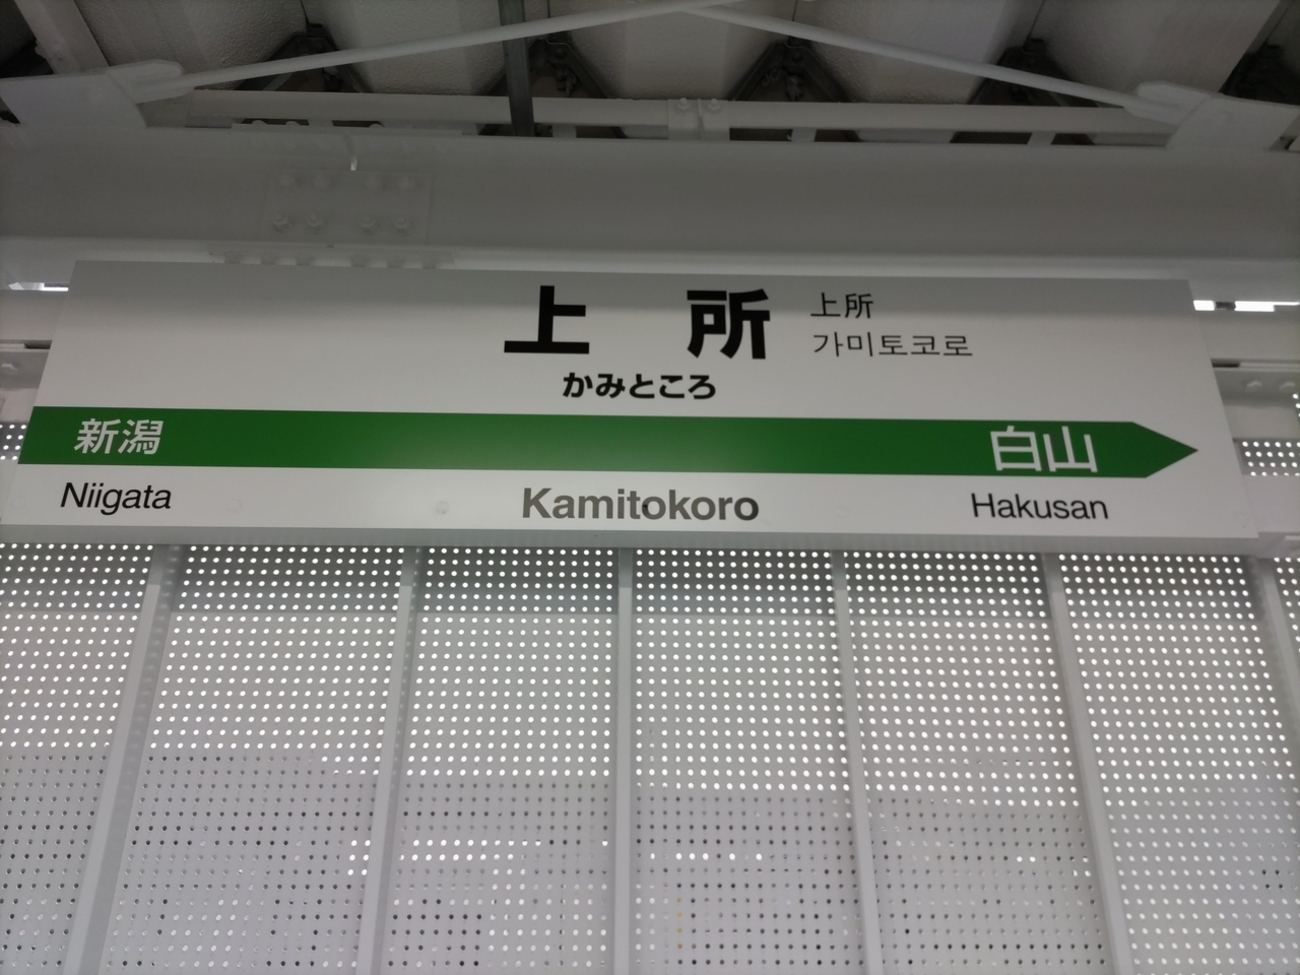 上所
上所
가미토코로
かみところ
新潟
白山
Niigata
Kamitokoro
Hakusan